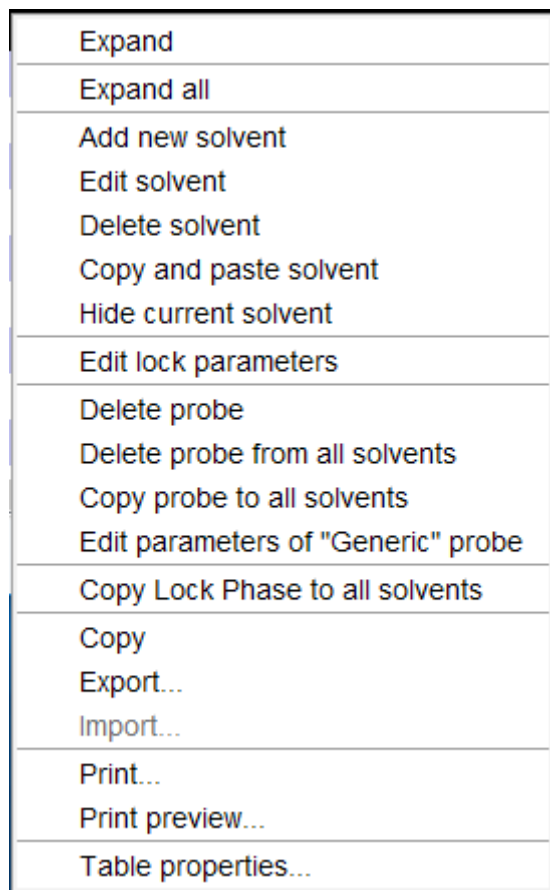 Expand
Expand all
Add new solvent
Edit solvent
Delete solvent
Copy and paste solvent
Hide current solvent
Edit lock parameters
Delete probe
Delete probe from all solvents
Copy probe to all solvents
Edit parameters of "Generic" probe
Copy Lock Phase to all solvents
Copy
Export...
Import...
Print...
Print preview...
Table properties...